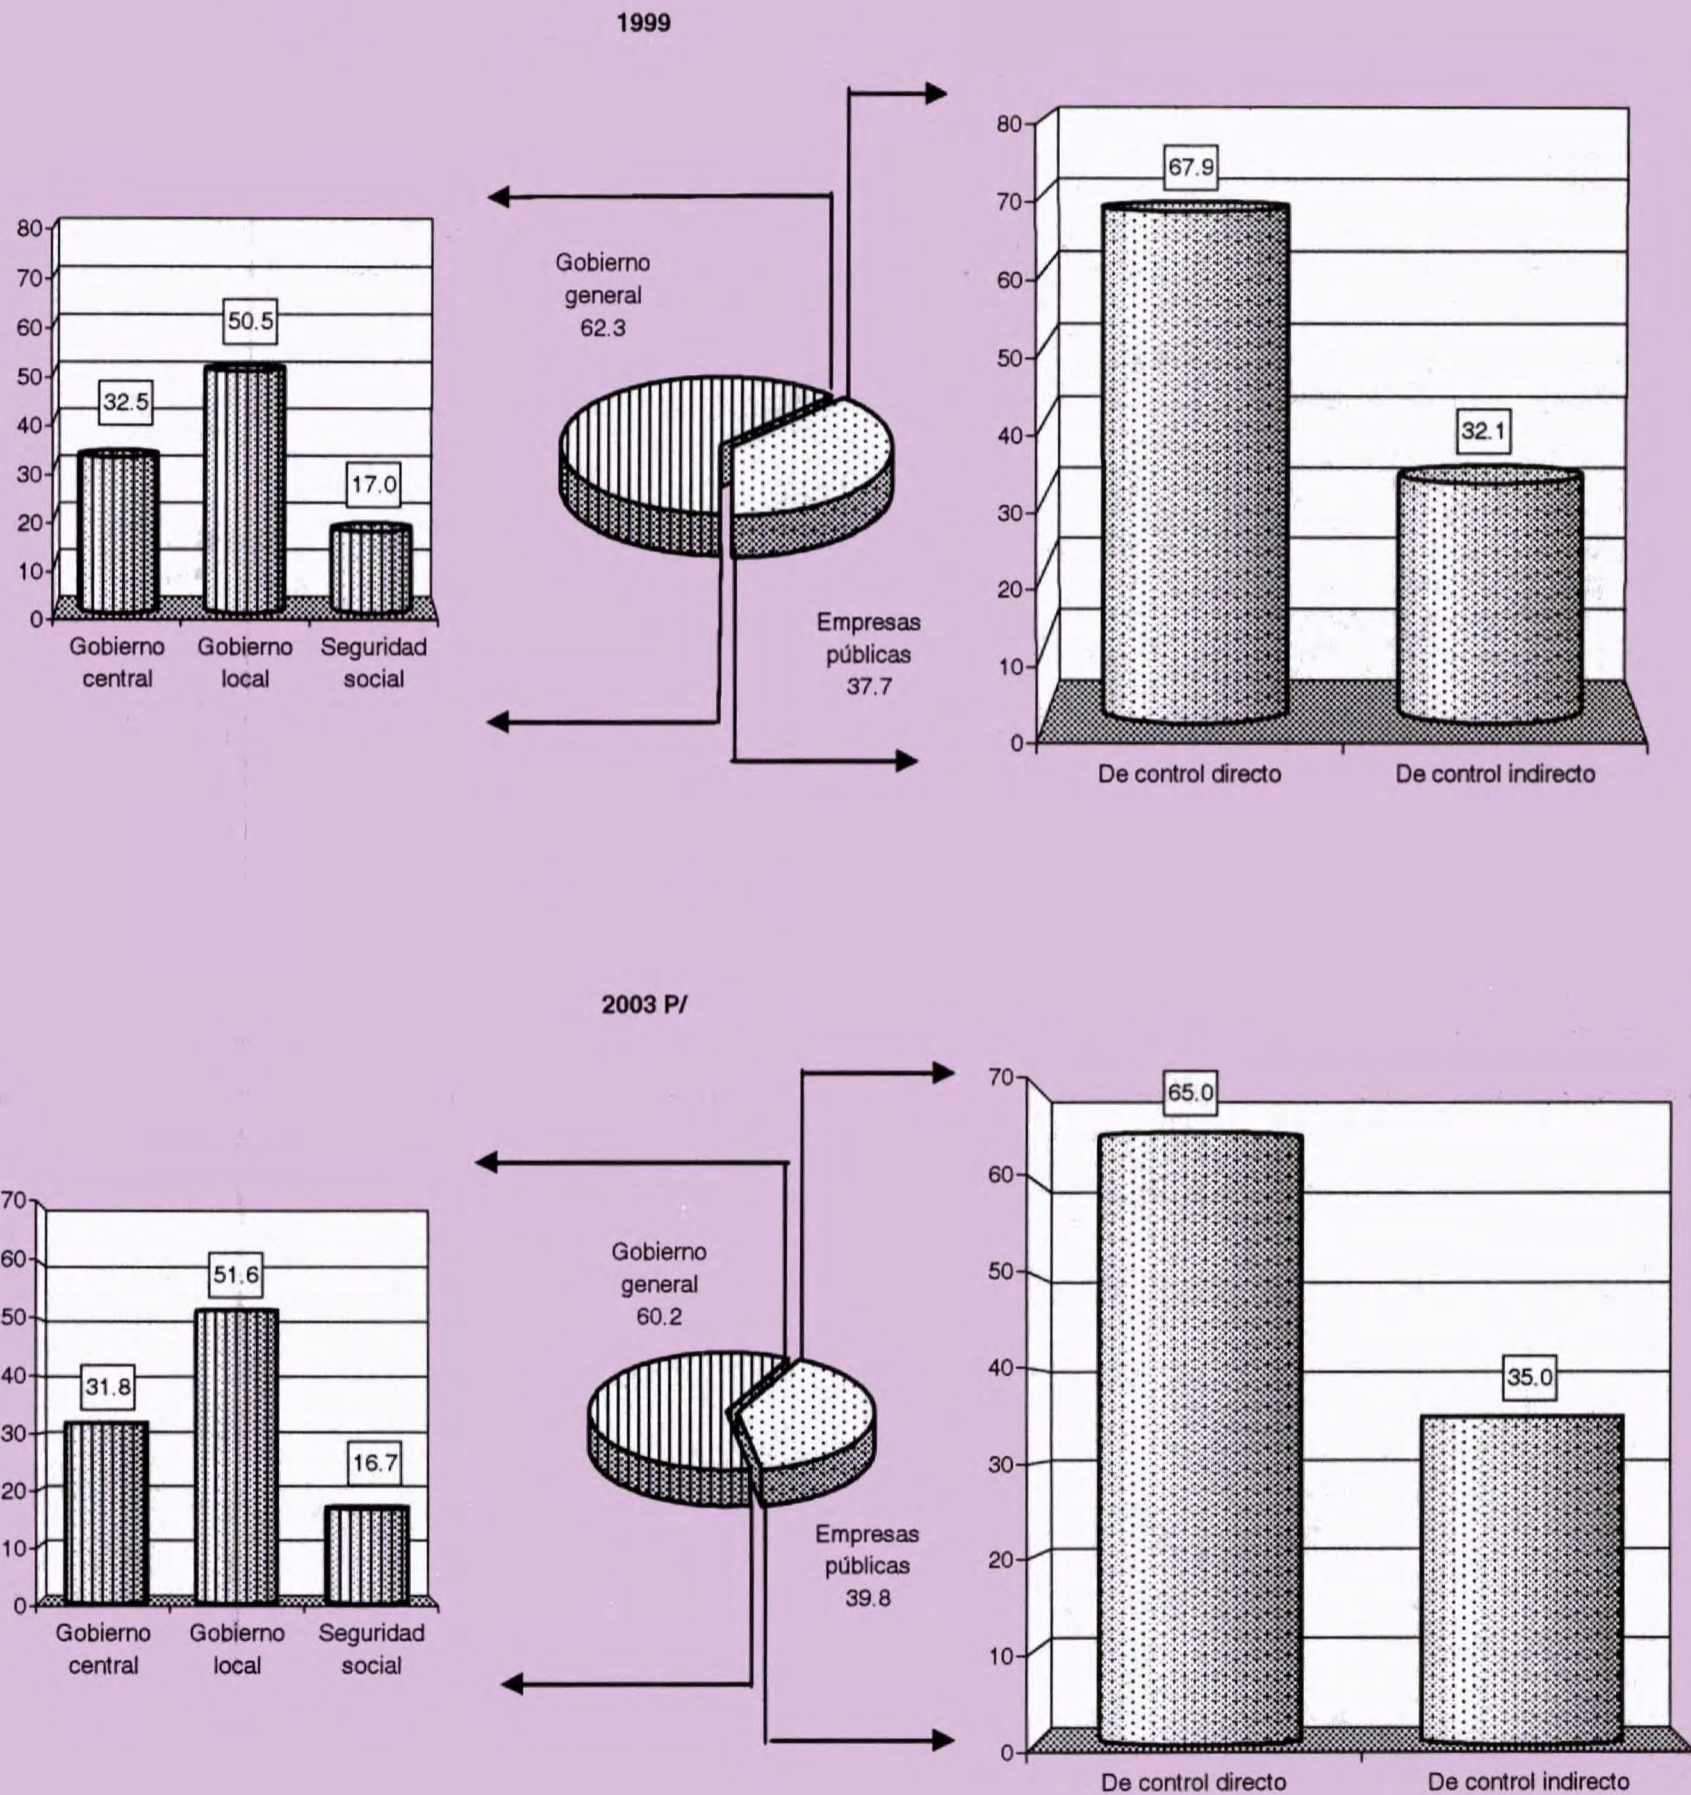 1999
80
70
60
50
40
30
20
10
0
32.5
50.5
17.0
Gobierno
central
Gobierno
local
Seguridad
social
Gobierno
general
62.3
Empresas
públicas
37.7
80
70
60
50
40
30
20
10
0
67.9
32.1
De control directo
De control indirecto
2003 P/
70
60
50
40
30
20
10
0
31.8
51.6
16.7
Gobierno
central
Gobierno
local
Seguridad
social
Gobierno
general
60.2
Empresas
públicas
39.8
70
60
50
40
30
20
10
0
65.0
35.0
De control directo
De control indirecto